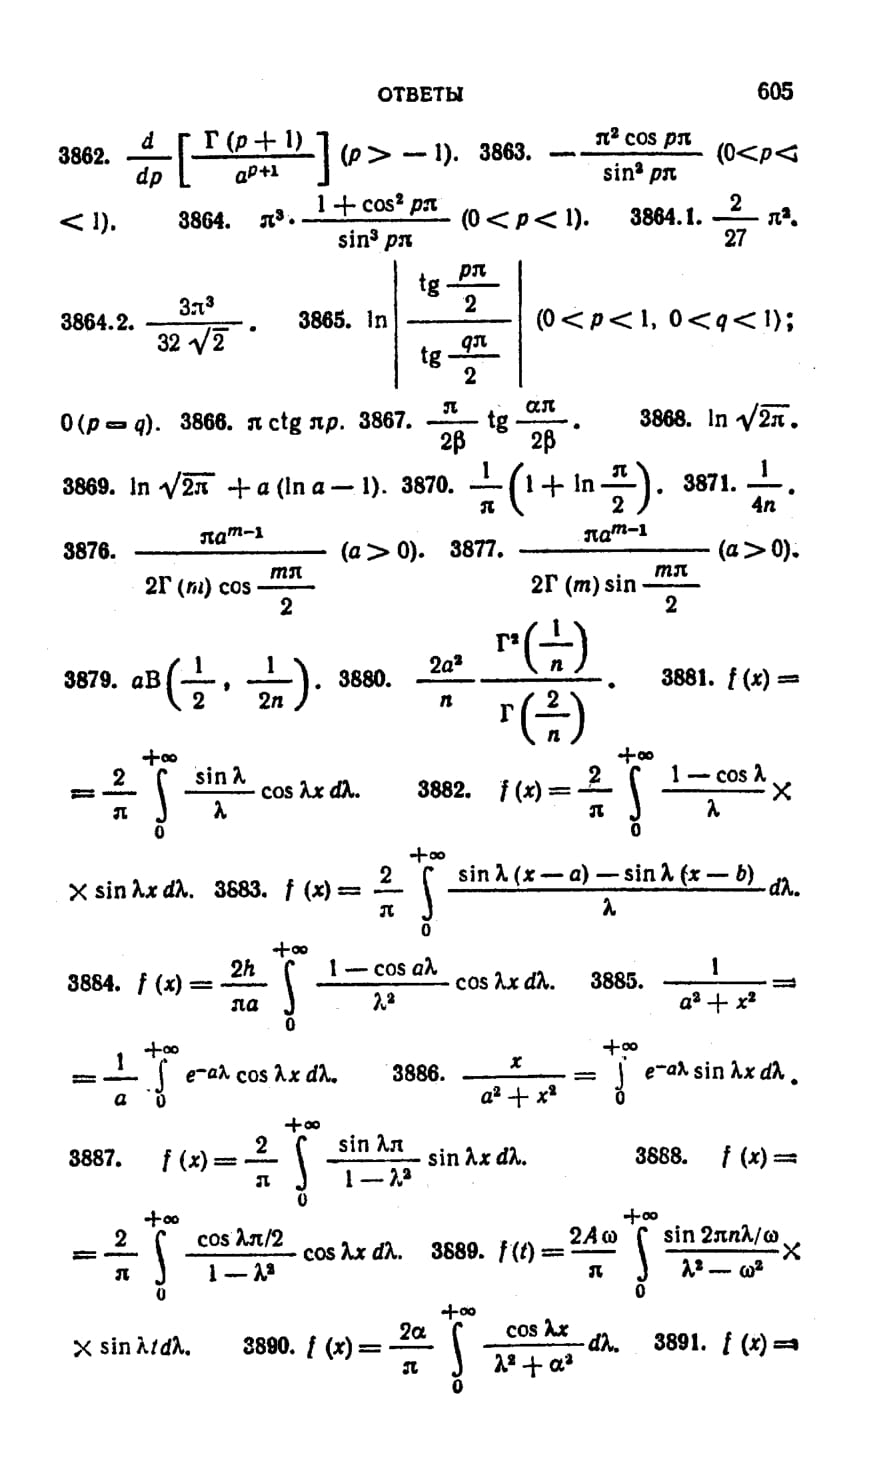 ОТВЕТЫ 605
3862. $\frac{d}{dp}\left[\frac{\Gamma(p+1)}{a^{p+1}}\right]$ (p > — 1). 3863. $-\frac{\pi^2 \cos p\pi}{\sin^2 p\pi}$ (0<p<
< 1). 3864. $\pi^3 \cdot \frac{1+\cos^2 p\pi}{\sin^3 p\pi}$ (0 < p < 1). 3864.1. $\frac{2}{27}\pi^2$.
3864.2. $\frac{3\pi^3}{32\sqrt{2}}$. 3865. $\ln\left|\frac{\operatorname{tg}\frac{p\pi}{2}}{\operatorname{tg}\frac{q\pi}{2}}\right|$ (0 < p < 1, 0 < q < 1);
0 (p = q). 3866. π ctg πp. 3867. $\frac{\pi}{2\beta}\operatorname{tg}\frac{\alpha\pi}{2\beta}$. 3868. $\ln\sqrt{2\pi}$.
3869. $\ln\sqrt{2\pi}$ + a (ln a — 1). 3870. $\frac{1}{\pi}\left(1+\ln\frac{\pi}{2}\right)$. 3871. $\frac{1}{4n}$.
3876. $\frac{\pi a^{m-1}}{2\Gamma(m)\cos\frac{m\pi}{2}}$ (a > 0). 3877. $\frac{\pi a^{m-1}}{2\Gamma(m)\sin\frac{m\pi}{2}}$ (a > 0).
3879. $aB\left(\frac{1}{2}, \frac{1}{2n}\right)$. 3880. $\frac{2a^2}{n}\frac{\Gamma^2\left(\frac{1}{n}\right)}{\Gamma\left(\frac{2}{n}\right)}$. 3881. f (x) =
$=\frac{2}{\pi}\int_0^{+\infty}\frac{\sin\lambda}{\lambda}\cos\lambda x\,d\lambda$. 3882. $f(x)=\frac{2}{\pi}\int_0^{+\infty}\frac{1-\cos\lambda}{\lambda}\times$
$\times\sin\lambda x\,d\lambda$. 3883. $f(x)=\frac{2}{\pi}\int_0^{+\infty}\frac{\sin\lambda(x-a)-\sin\lambda(x-b)}{\lambda}d\lambda$.
3884. $f(x)=\frac{2h}{\pi a}\int_0^{+\infty}\frac{1-\cos a\lambda}{\lambda^2}\cos\lambda x\,d\lambda$. 3885. $\frac{1}{a^2+x^2}=$
$=\frac{1}{a}\int_0^{+\infty}e^{-a\lambda}\cos\lambda x\,d\lambda$. 3886. $\frac{x}{a^2+x^2}=\int_0^{+\infty}e^{-a\lambda}\sin\lambda x\,d\lambda$.
3887. $f(x)=\frac{2}{\pi}\int_0^{+\infty}\frac{\sin\lambda\pi}{1-\lambda^2}\sin\lambda x\,d\lambda$. 3888. f (x) =
$=\frac{2}{\pi}\int_0^{+\infty}\frac{\cos\lambda\pi/2}{1-\lambda^2}\cos\lambda x\,d\lambda$. 3889. $f(t)=\frac{2A\omega}{\pi}\int_0^{+\infty}\frac{\sin 2\pi n\lambda/\omega}{\lambda^2-\omega^2}\times$
$\times\sin\lambda t\,d\lambda$. 3890. $f(x)=\frac{2\alpha}{\pi}\int_0^{+\infty}\frac{\cos\lambda x}{\lambda^2+\alpha^2}d\lambda$. 3891. f (x) =